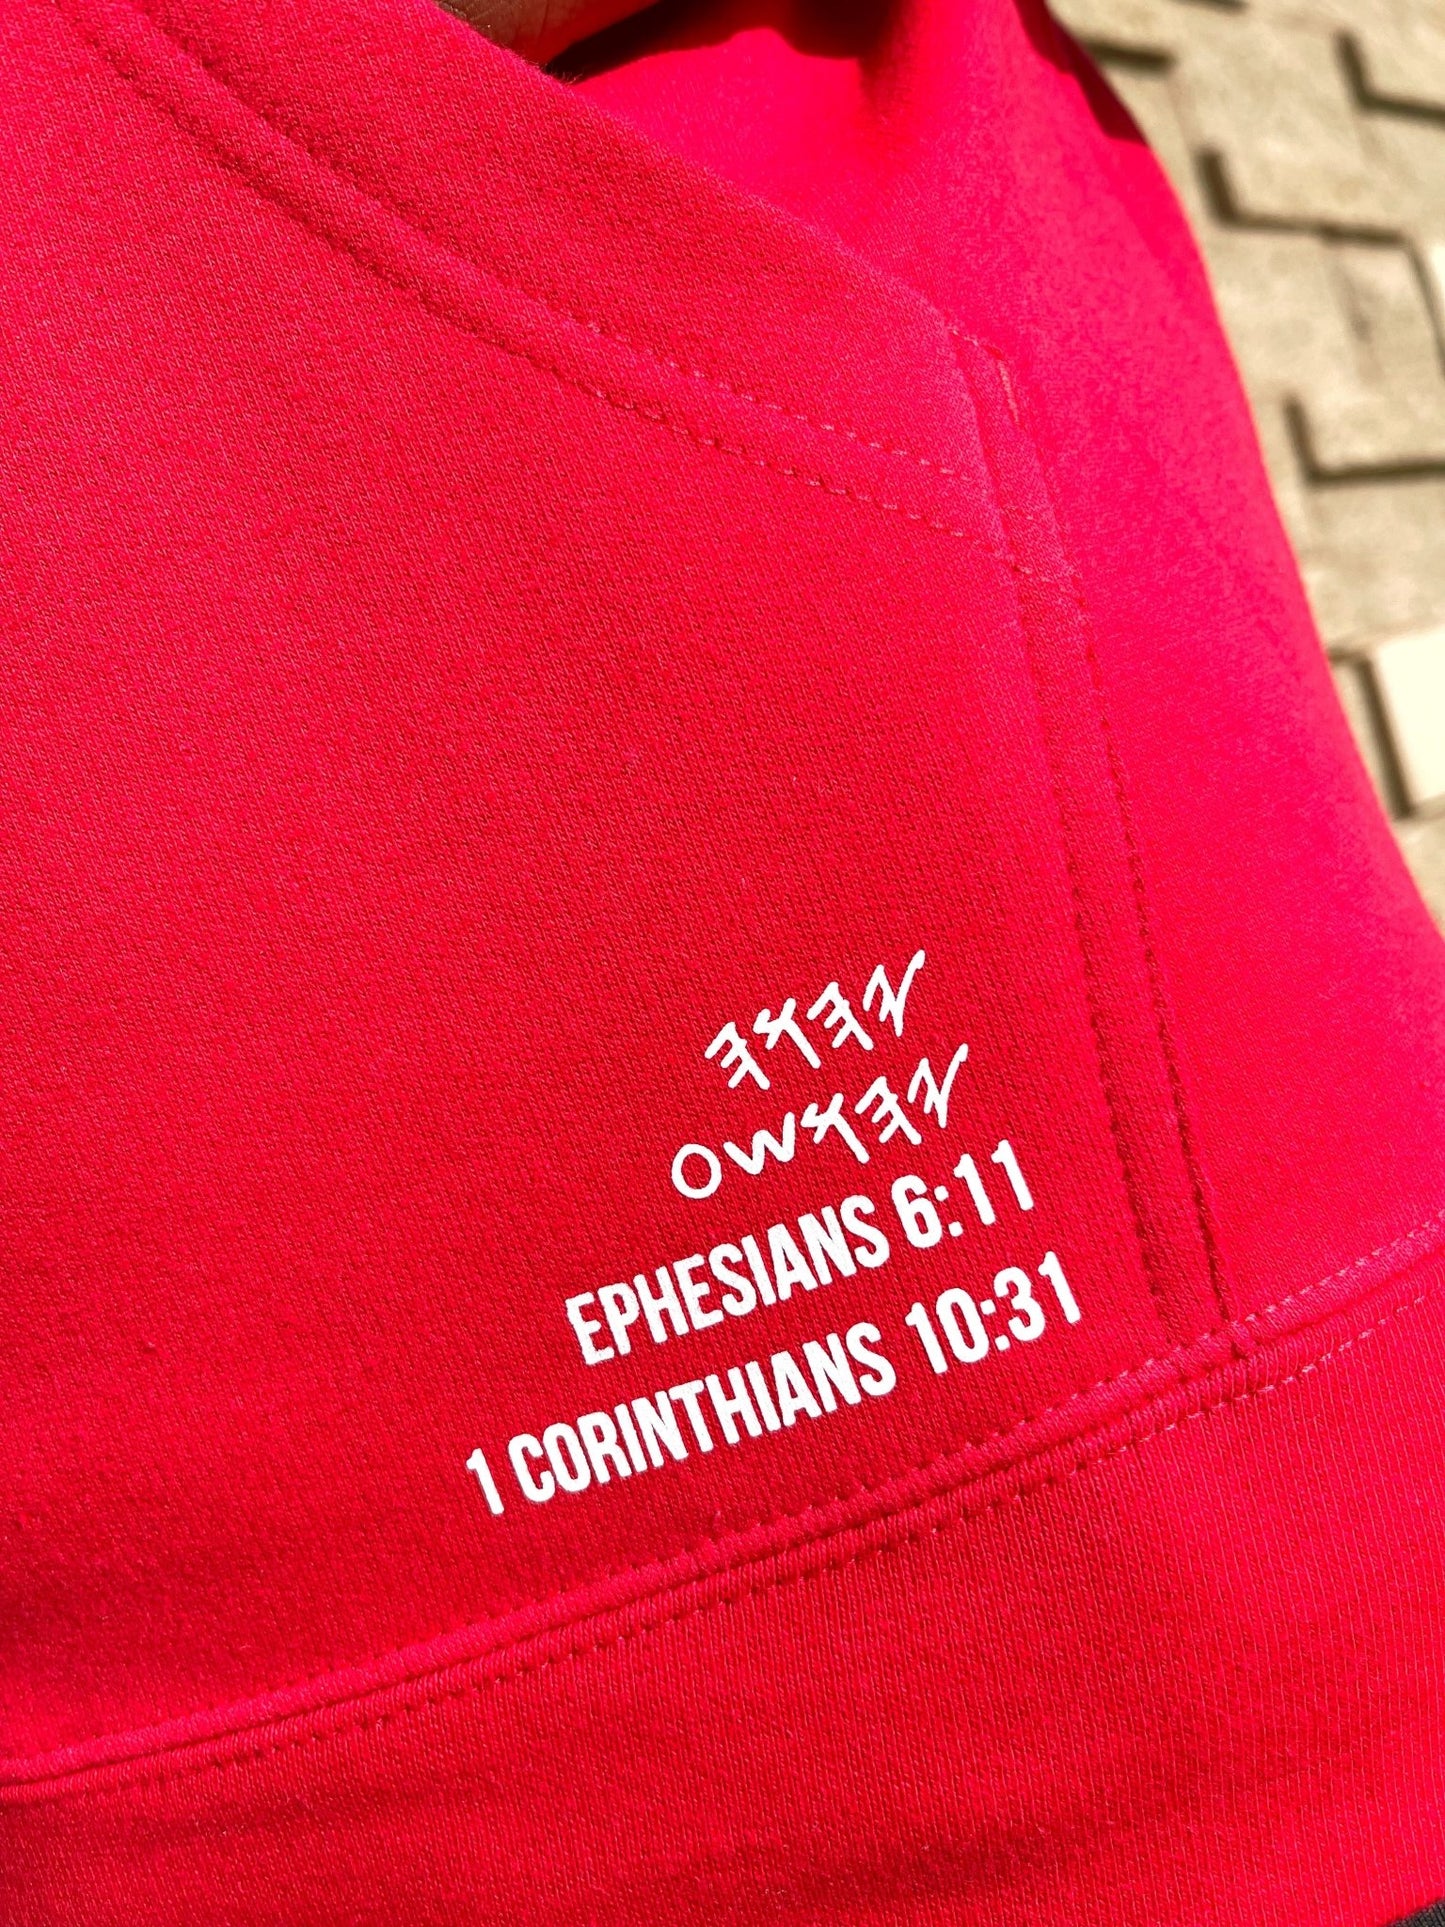 𐤉𐤄𐤅𐤄
𐤉𐤄𐤅𐤔𐤏
EPHESIANS 6:11
1 CORINTHIANS 10:31